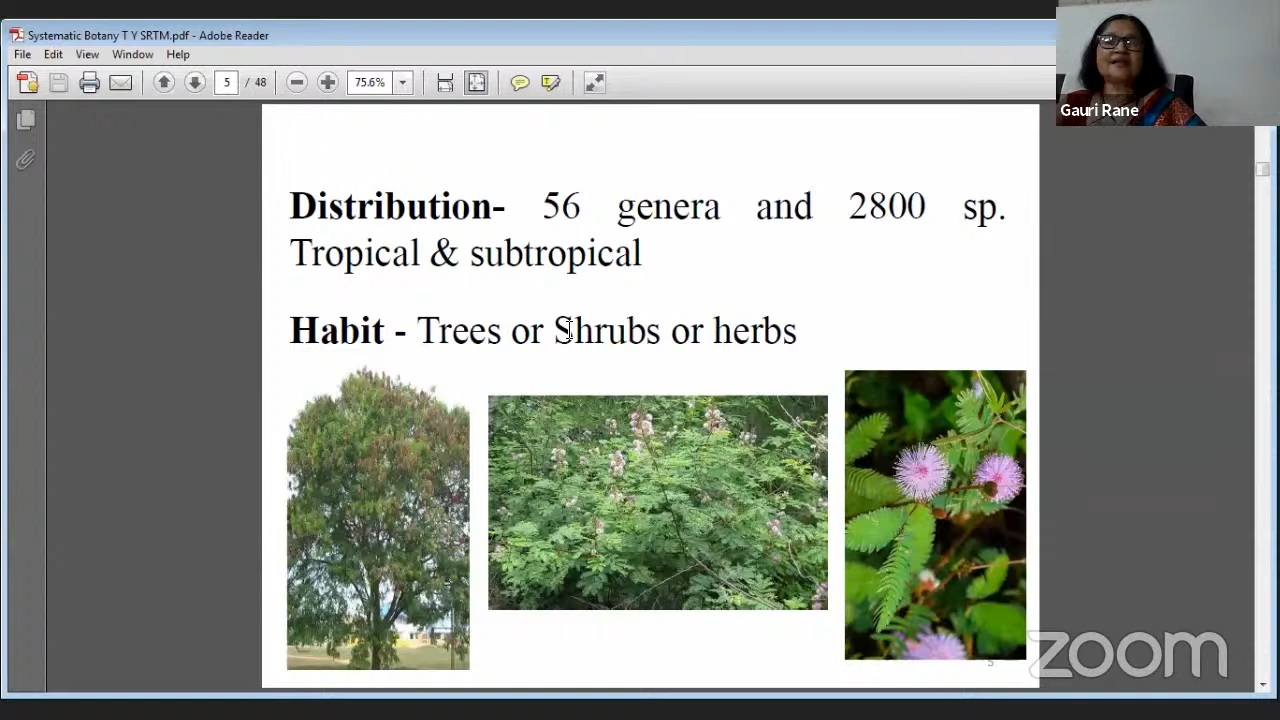 Systematic Botany T Y SRTM.pdf - Adobe Reader
File Edit View Window Help
5 / 48 75.6%
Gauri Rane
Distribution- 56 genera and 2800 sp.
Tropical & subtropical
Habit - Trees or Shrubs or herbs
5
zoom